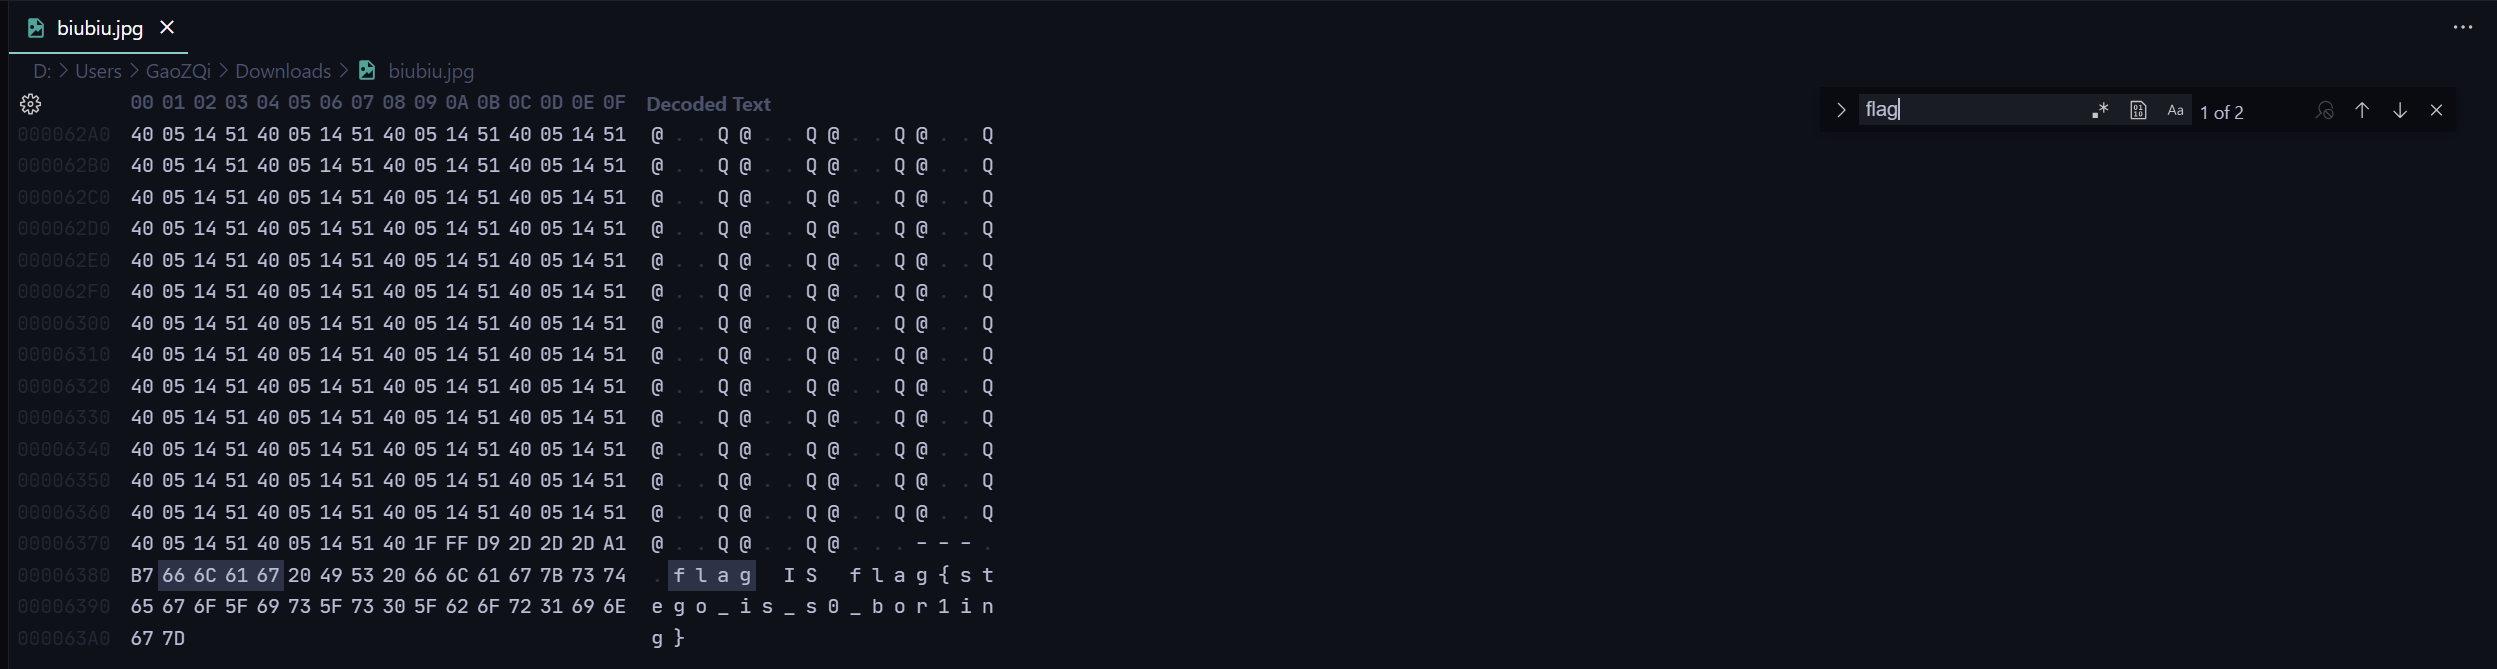 biubiu.jpg
D: > Users > GaoZQi > Downloads > biubiu.jpg
00 01 02 03 04 05 06 07 08 09 0A 0B 0C 0D 0E 0F Decoded Text
flag Aa 1 of 2
000062A0 40 05 14 51 40 05 14 51 40 05 14 51 40 05 14 51 @..Q@..Q@..Q@..Q
000062B0 40 05 14 51 40 05 14 51 40 05 14 51 40 05 14 51 @..Q@..Q@..Q@..Q
000062C0 40 05 14 51 40 05 14 51 40 05 14 51 40 05 14 51 @..Q@..Q@..Q@..Q
000062D0 40 05 14 51 40 05 14 51 40 05 14 51 40 05 14 51 @..Q@..Q@..Q@..Q
000062E0 40 05 14 51 40 05 14 51 40 05 14 51 40 05 14 51 @..Q@..Q@..Q@..Q
000062F0 40 05 14 51 40 05 14 51 40 05 14 51 40 05 14 51 @..Q@..Q@..Q@..Q
00006300 40 05 14 51 40 05 14 51 40 05 14 51 40 05 14 51 @..Q@..Q@..Q@..Q
00006310 40 05 14 51 40 05 14 51 40 05 14 51 40 05 14 51 @..Q@..Q@..Q@..Q
00006320 40 05 14 51 40 05 14 51 40 05 14 51 40 05 14 51 @..Q@..Q@..Q@..Q
00006330 40 05 14 51 40 05 14 51 40 05 14 51 40 05 14 51 @..Q@..Q@..Q@..Q
00006340 40 05 14 51 40 05 14 51 40 05 14 51 40 05 14 51 @..Q@..Q@..Q@..Q
00006350 40 05 14 51 40 05 14 51 40 05 14 51 40 05 14 51 @..Q@..Q@..Q@..Q
00006360 40 05 14 51 40 05 14 51 40 05 14 51 40 05 14 51 @..Q@..Q@..Q@..Q
00006370 40 05 14 51 40 05 14 51 40 1F FF D9 2D 2D 2D A1 @..Q@..Q@...---.
00006380 B7 66 6C 61 67 20 49 53 20 66 6C 61 67 7B 73 74 .flag IS flag{st
00006390 65 67 6F 5F 69 73 5F 73 30 5F 62 6F 72 31 69 6E ego_is_s0_bor1in
000063A0 67 7D g}